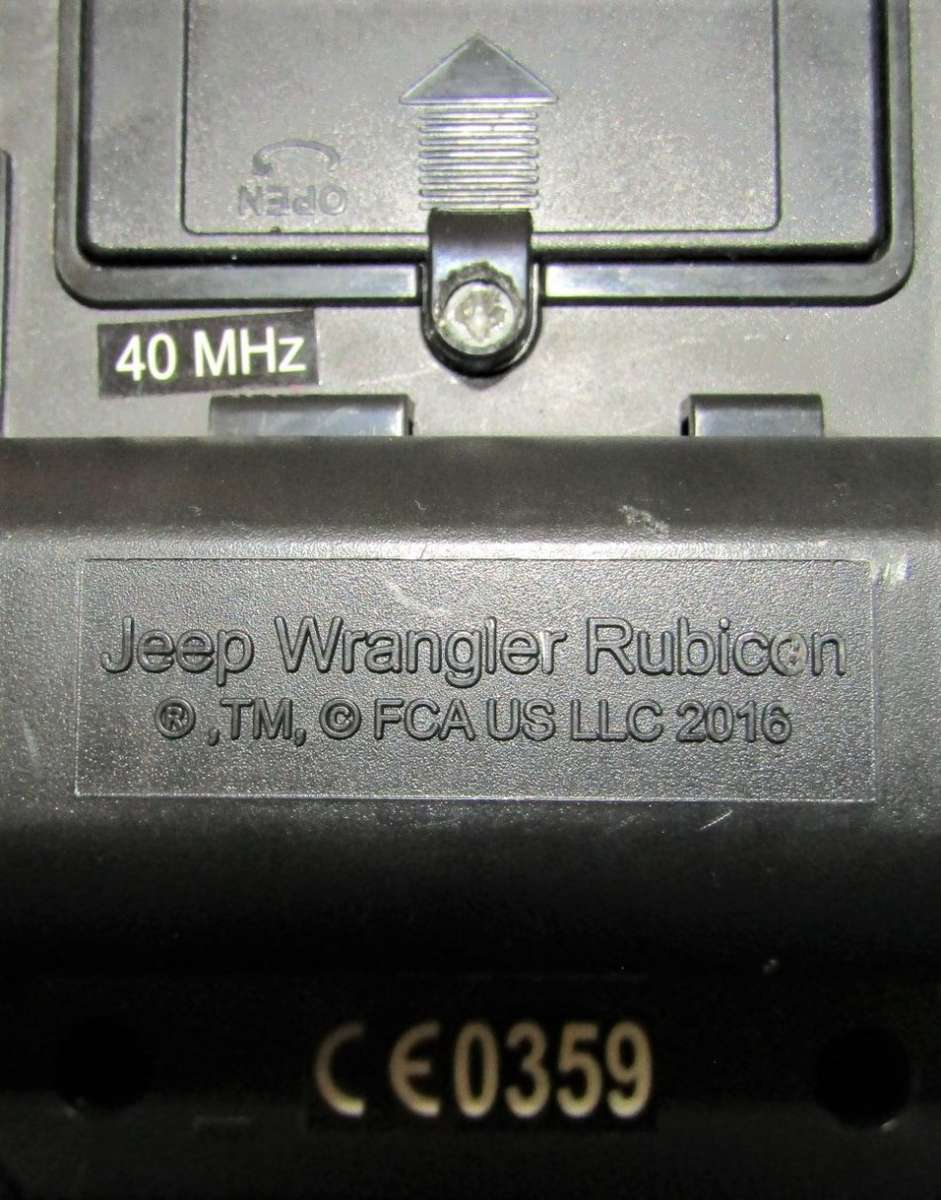 OPEN
40 MHz
Jeep Wrangler Rubicon
®,TM, © FCA US LLC 2016
CE0359